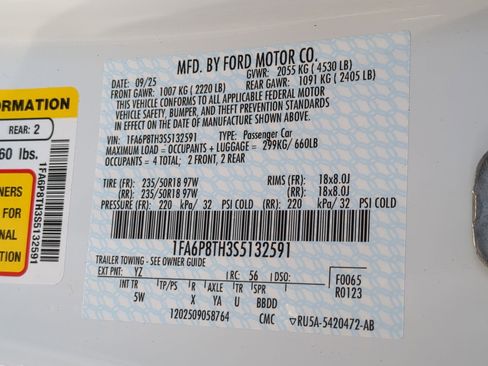 MFD. BY FORD MOTOR CO.
DATE: 09/25 GVWR: 2055 KG ( 4530 LB)
FRONT GAWR: 1007 KG ( 2220 LB) REAR GAWR: 1091 KG ( 2405 LB)
THIS VEHICLE CONFORMS TO ALL APPLICABLE FEDERAL MOTOR
VEHICLE SAFETY, BUMPER, AND THEFT PREVENTION STANDARDS
IN EFFECT ON THE DATE OF MANUFACTURE SHOWN ABOVE.
VIN: 1FA6P8TH3S5132591 TYPE: Passenger Car
MAXIMUM LOAD = OCCUPANTS + LUGGAGE = 299KG/ 660LB
OCCUPANTS = 4 TOTAL: 2 FRONT, 2 REAR
TIRE (FR): 235/50R18 97W RIMS (FR): 18x8.0J
(RR): 235/50R18 97W (RR): 18x8.0J
PRESSURE (FR): 220 kPa/ 32 PSI COLD (RR): 220 kPa/ 32 PSI COLD
1FA6P8TH3S5132591
TRAILER TOWING - SEE OWNER GUIDE
EXT PNT: YZ RC: 56 DSO: F0065
INT TR TP/PS R AXLE TR SPR R0123
5W X YA U BBDD
1202509058764 CMC RU5A-5420472-AB
ORMATION
REAR: 2
60 lbs.
NERS
FOR
NAL
ON
1FA6P8TH3S5132591